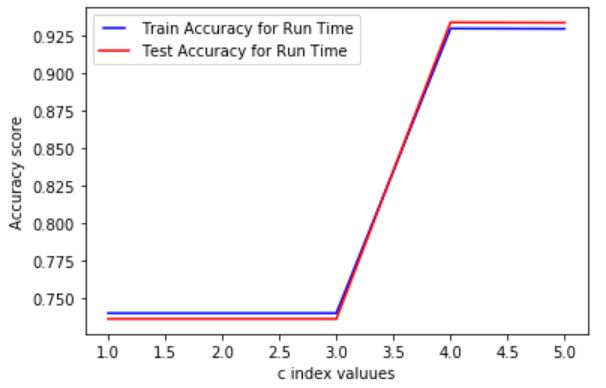 Train Accuracy for Run Time
Test Accuracy for Run Time
Accuracy score
0.925
0.900
0.875
0.850
0.825
0.800
0.775
0.750
1.0 1.5 2.0 2.5 3.0 3.5 4.0 4.5 5.0
c index valuues